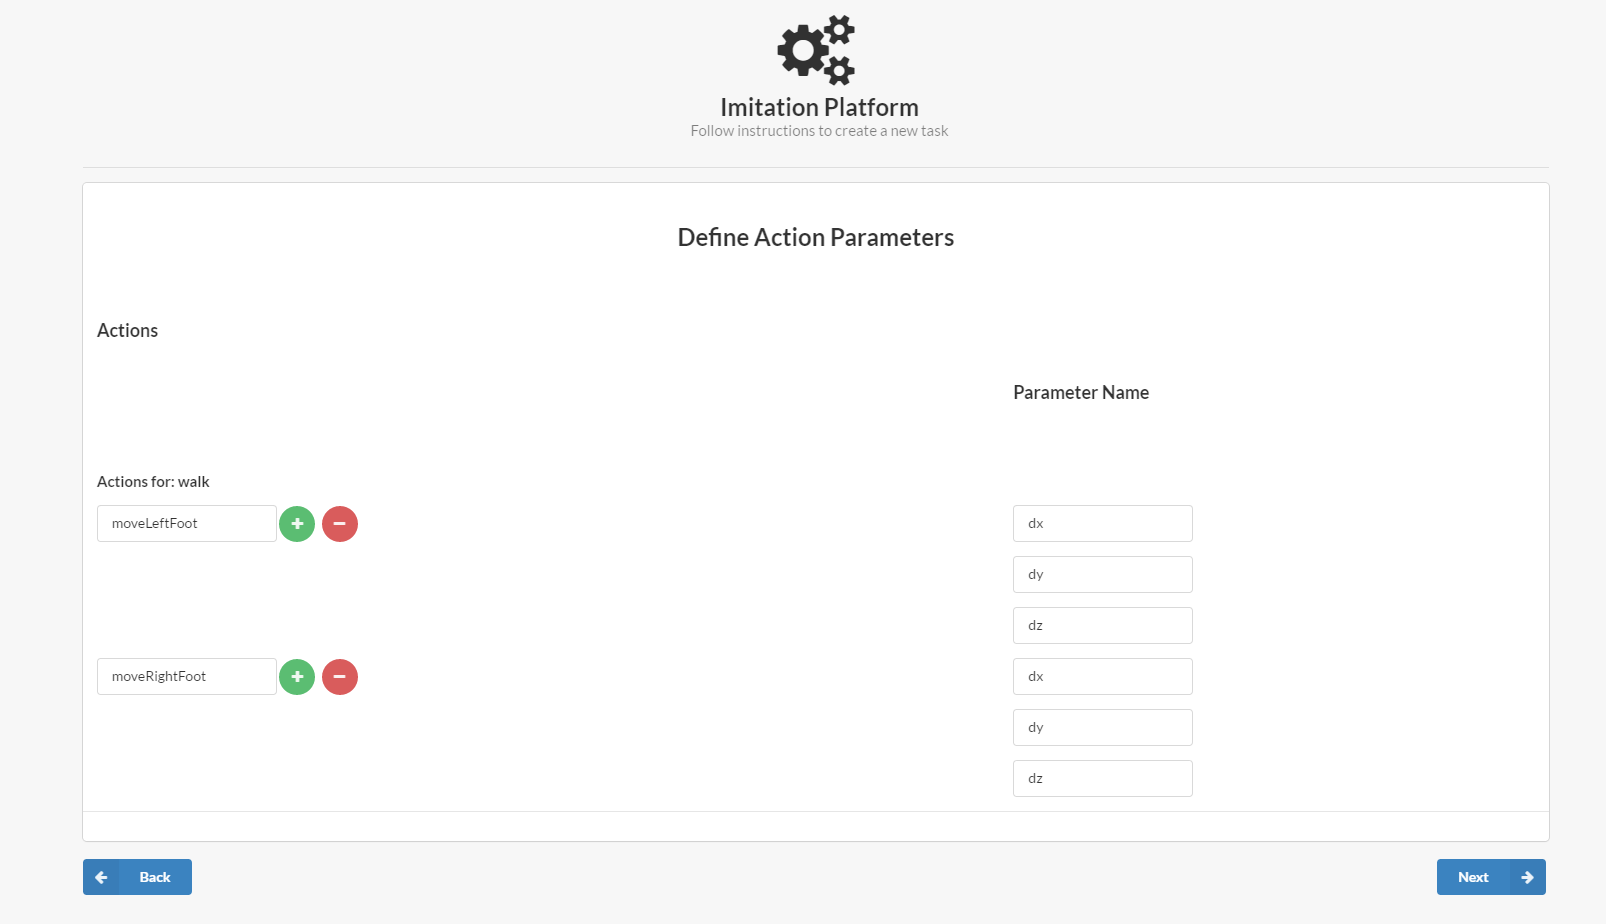 Imitation Platform
Follow instructions to create a new task
Define Action Parameters
Actions
Parameter Name
Actions for: walk
moveLeftFoot
dx
dy
dz
moveRightFoot
dx
dy
dz
Back
Next